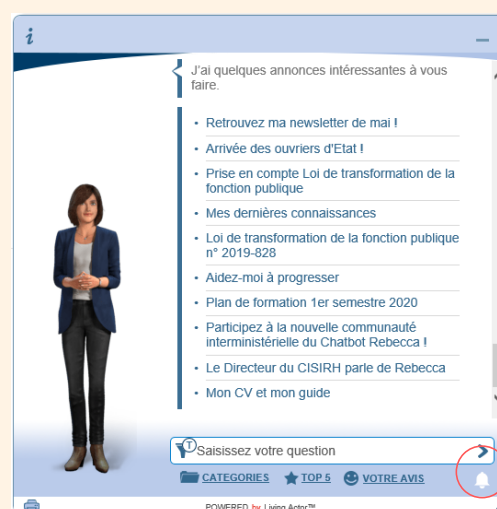 i
J'ai quelques annonces intéressantes à vous
faire.
• Retrouvez ma newsletter de mai !
• Arrivée des ouvriers d'Etat !
• Prise en compte Loi de transformation de la
fonction publique
• Mes dernières connaissances
• Loi de transformation de la fonction publique
n° 2019-828
• Aidez-moi à progresser
• Plan de formation 1er semestre 2020
• Participez à la nouvelle communauté
interministérielle du Chatbot Rebecca !
• Le Directeur du CISIRH parle de Rebecca
• Mon CV et mon guide
T Saisissez votre question
CATEGORIES TOP 5 VOTRE AVIS
POWERED by Living Actor™